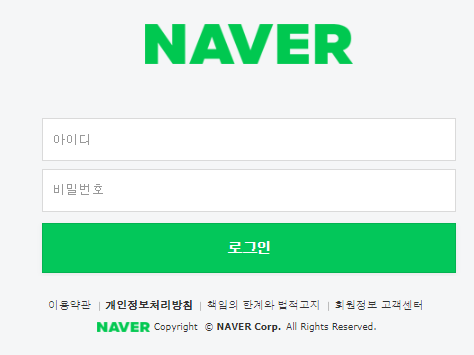 NAVER
아이디
비밀번호
로그인
이용약관 | 개인정보처리방침 | 책임의 한계와 법적고지 | 회원정보 고객센터
NAVER Copyright © NAVER Corp. All Rights Reserved.